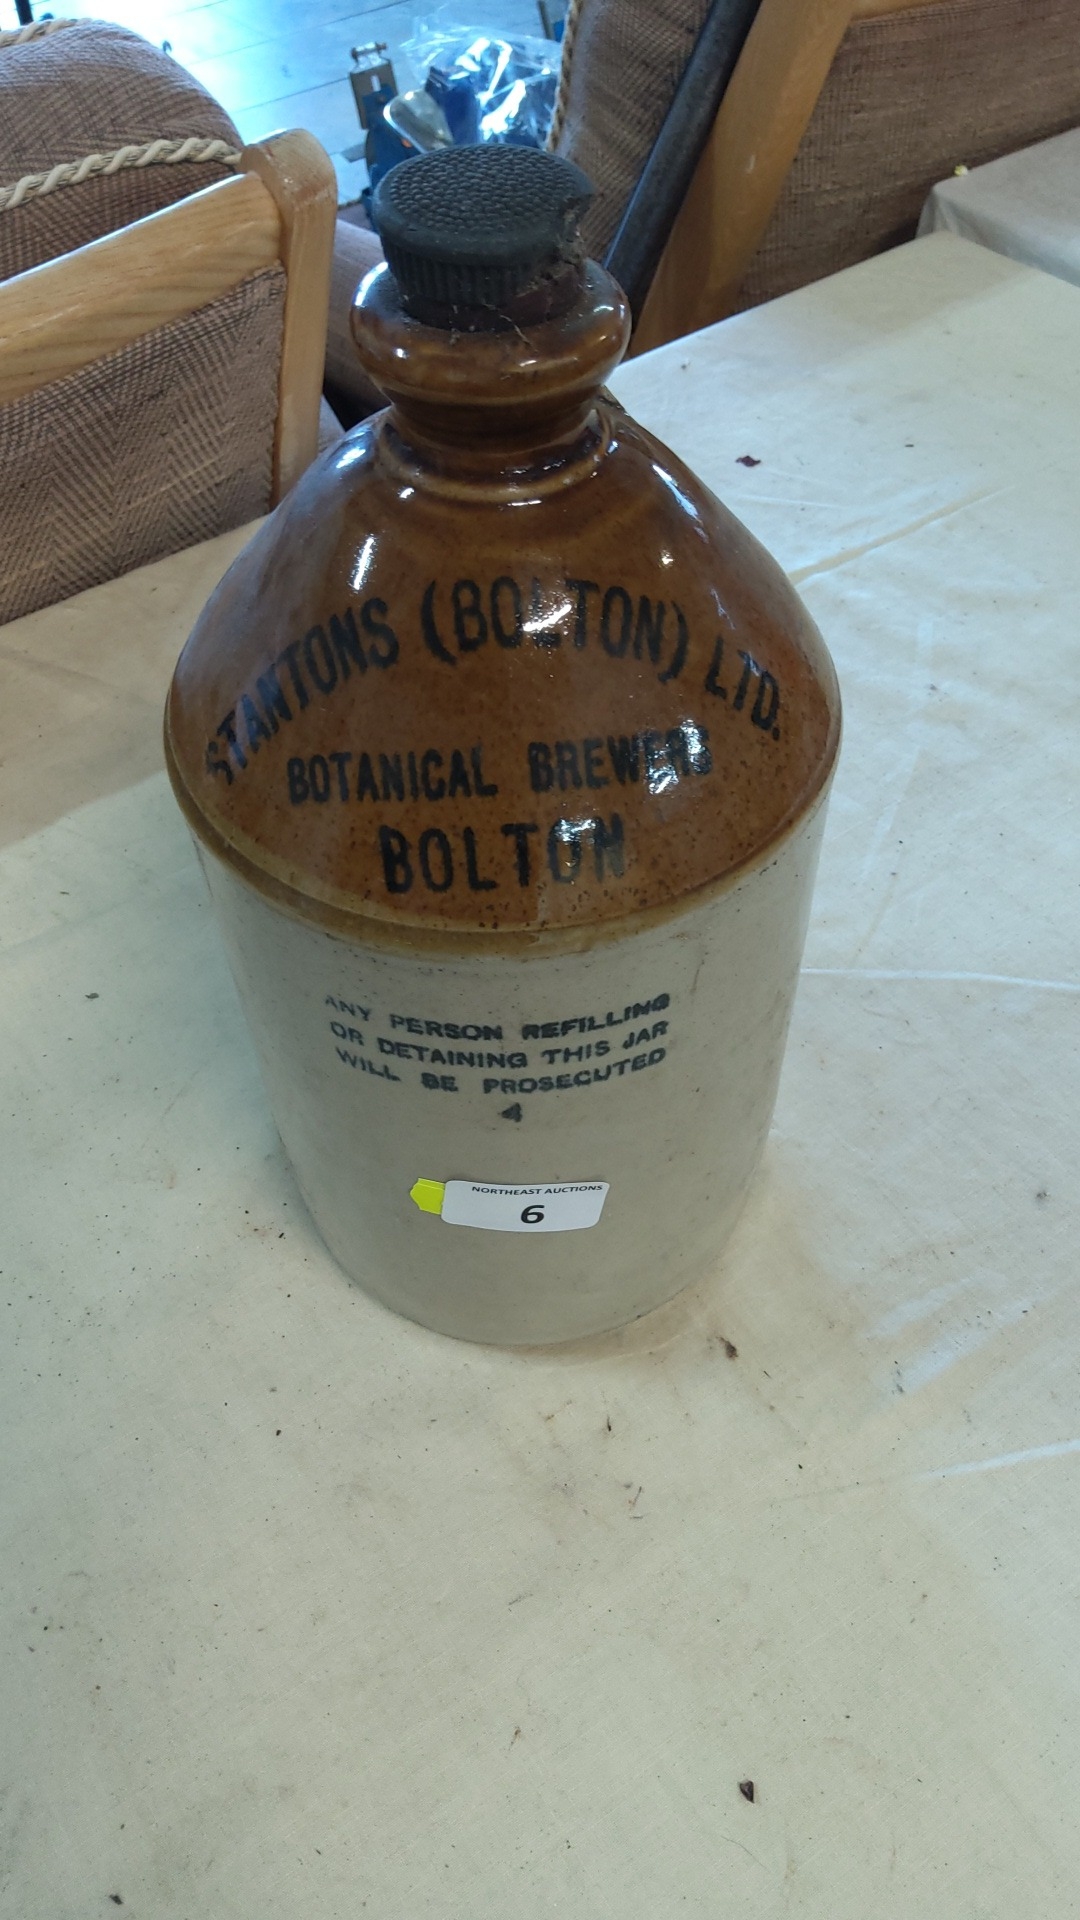 STANTONS (BOLTON) LTD.
BOTANICAL BREWERS
BOLTON
ANY PERSON REFILLING
OR DETAINING THIS JAR
WILL BE PROSECUTED
4
NORTHEAST AUCTIONS
6